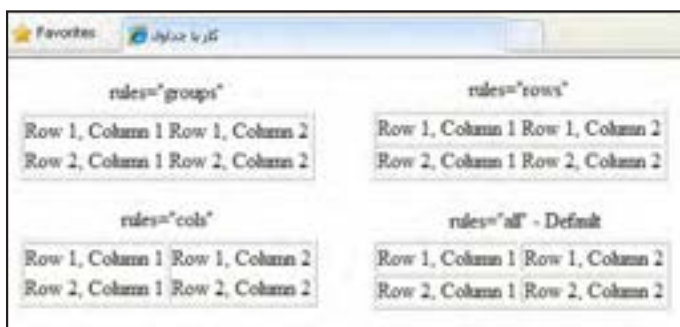 Favorites
کار با جداول
rules="groups"
Row 1, Column 1 Row 1, Column 2
Row 2, Column 1 Row 2, Column 2
rules="rows"
Row 1, Column 1 Row 1, Column 2
Row 2, Column 1 Row 2, Column 2
rules="cols"
Row 1, Column 1 Row 1, Column 2
Row 2, Column 1 Row 2, Column 2
rules="all" - Default
Row 1, Column 1 Row 1, Column 2
Row 2, Column 1 Row 2, Column 2